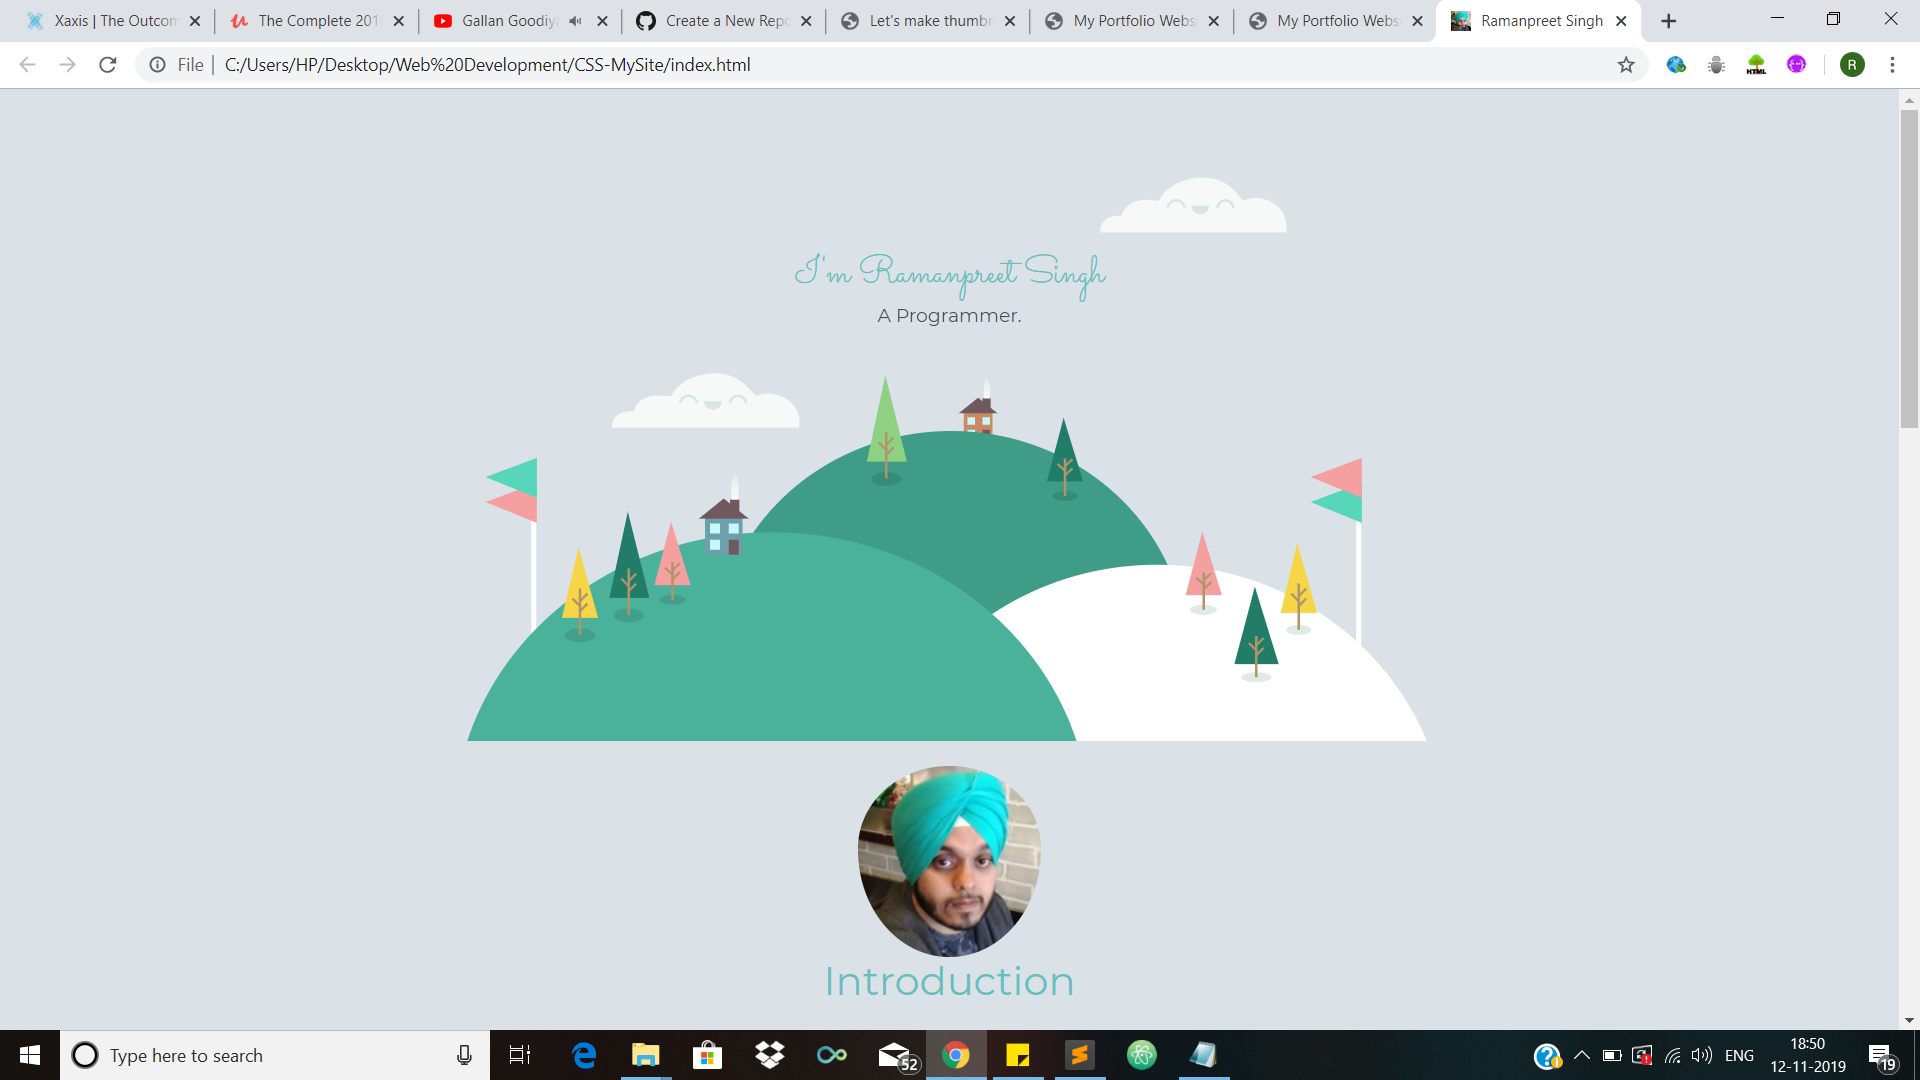 Xaxis | The Outcom
The Complete 201
Gallan Goodiy
Create a New Repo
Let's make thumbn
My Portfolio Webs
My Portfolio Webs
Ramanpreet Singh
File
C:/Users/HP/Desktop/Web%20Development/CSS-MySite/index.html
HTML
R
I'm Ramanpreet Singh
A Programmer.
Introduction
Type here to search
52
ENG
18:50
12-11-2019
19